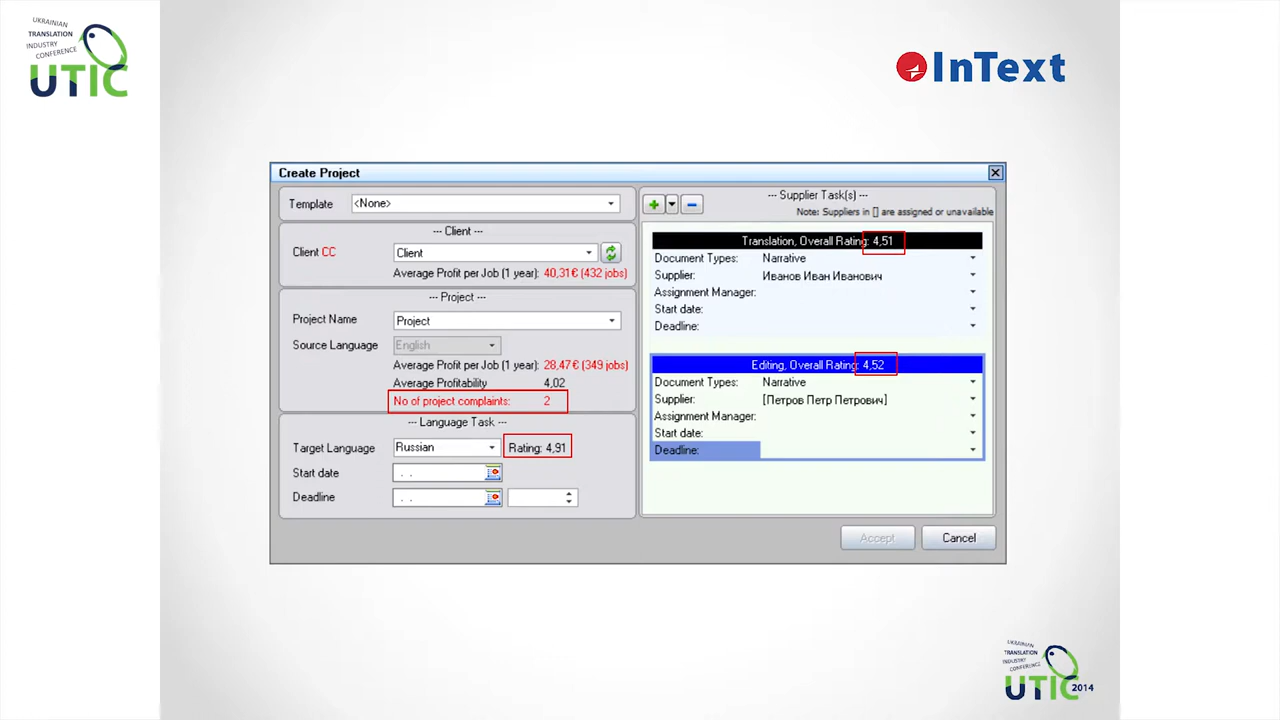 UKRAINIAN
TRANSLATION
INDUSTRY
CONFERENCE
UTIC
InText
Create Project
Template <None>
--- Client ---
Client CC Client
Average Profit per Job (1 year): 40,31€ (432 jobs)
--- Project ---
Project Name Project
Source Language English
Average Profit per Job (1 year): 28,47€ (349 jobs)
Average Profitability 4,02
No of project complaints: 2
--- Language Task ---
Target Language Russian Rating: 4,91
Start date . .
Deadline . .
--- Supplier Task(s) ---
Note: Suppliers in [] are assigned or unavailable
Translation, Overall Rating: 4,51
Document Types: Narrative
Supplier: Иванов Иван Иванович
Assignment Manager:
Start date:
Deadline:
Editing, Overall Rating: 4,52
Document Types: Narrative
Supplier: [Петров Петр Петрович]
Assignment Manager:
Start date:
Deadline:
Accept Cancel
UKRAINIAN
TRANSLATION
INDUSTRY
CONFERENCE
UTIC 2014